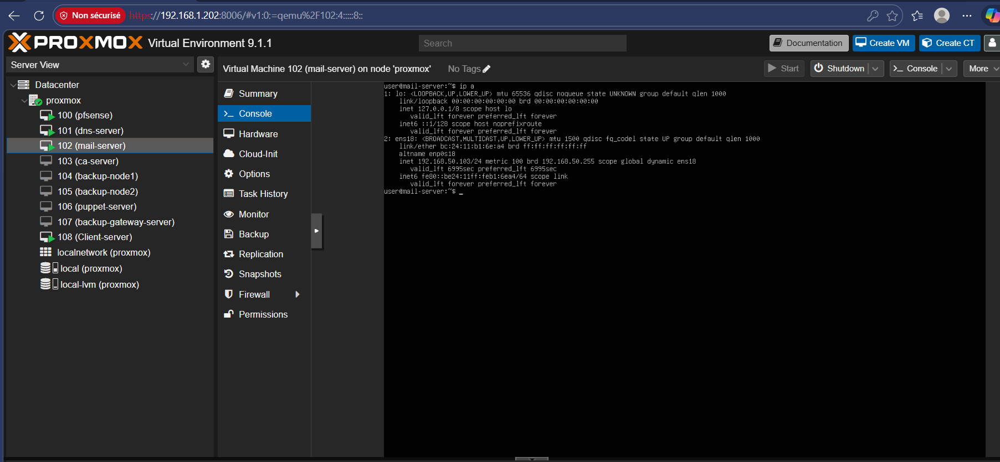 Non sécurisé https://192.168.1.202:8006/#v1:0:=qemu%2F102:4:::::8::
PROXMOX Virtual Environment 9.1.1
Search
Documentation
Create VM
Create CT
Server View
Virtual Machine 102 (mail-server) on node 'proxmox'
No Tags
Start
Shutdown
Console
More
Datacenter
proxmox
100 (pfsense)
101 (dns-server)
102 (mail-server)
103 (ca-server)
104 (backup-node1)
105 (backup-node2)
106 (puppet-server)
107 (backup-gateway-server)
108 (Client-server)
localnetwork (proxmox)
local (proxmox)
local-lvm (proxmox)
Summary
Console
Hardware
Cloud-Init
Options
Task History
Monitor
Backup
Replication
Snapshots
Firewall
Permissions
user@mail-server:~$ ip a
1: lo: <LOOPBACK,UP,LOWER_UP> mtu 65536 qdisc noqueue state UNKNOWN group default qlen 1000
link/loopback 00:00:00:00:00:00 brd 00:00:00:00:00:00
inet 127.0.0.1/8 scope host lo
valid_lft forever preferred_lft forever
inet6 ::1/128 scope host noprefixroute
valid_lft forever preferred_lft forever
2: ens18: <BROADCAST,MULTICAST,UP,LOWER_UP> mtu 1500 qdisc fq_codel state UP group default qlen 1000
link/ether bc:24:11:b1:6e:a4 brd ff:ff:ff:ff:ff:ff
altname enp0s18
inet 192.168.50.103/24 metric 100 brd 192.168.50.255 scope global dynamic ens18
valid_lft 6995sec preferred_lft 6995sec
inet6 fe80::be24:11ff:feb1:6ea4/64 scope link
valid_lft forever preferred_lft forever
user@mail-server:~$ _